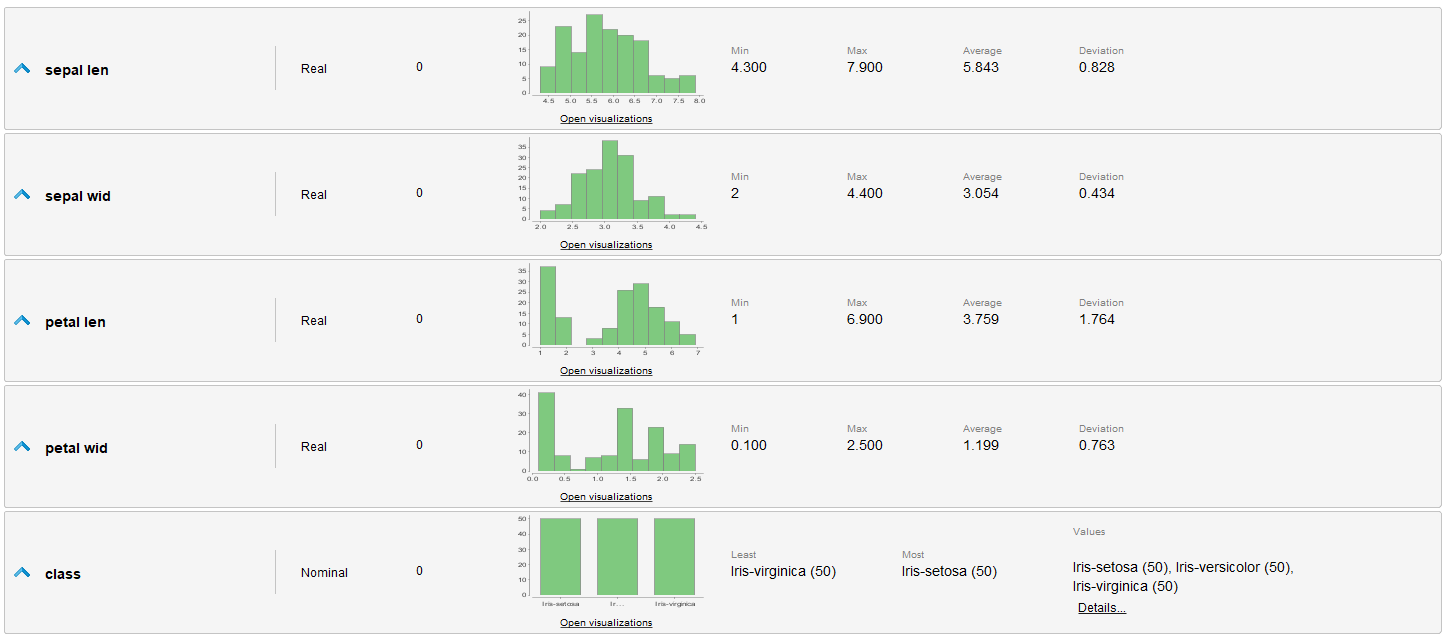 sepal len
Real
0
25
20
15
10
5
0
4.5 5.0 5.5 6.0 6.5 7.0 7.5 8.0
Open visualizations
Min Max Average Deviation
4.300 7.900 5.843 0.828
sepal wid
Real
0
35
30
25
20
15
10
5
0
2.0 2.5 3.0 3.5 4.0 4.5
Open visualizations
Min Max Average Deviation
2 4.400 3.054 0.434
petal len
Real
0
35
30
25
20
15
10
5
0
1 2 3 4 5 6 7
Open visualizations
Min Max Average Deviation
1 6.900 3.759 1.764
petal wid
Real
0
40
30
20
10
0
0.0 0.5 1.0 1.5 2.0 2.5
Open visualizations
Min Max Average Deviation
0.100 2.500 1.199 0.763
class
Nominal
0
50
40
30
20
10
0
Iris-setosa Ir... Iris-virginica
Open visualizations
Least Most
Iris-virginica (50) Iris-setosa (50)
Values
Iris-setosa (50), Iris-versicolor (50),
Iris-virginica (50)
Details...